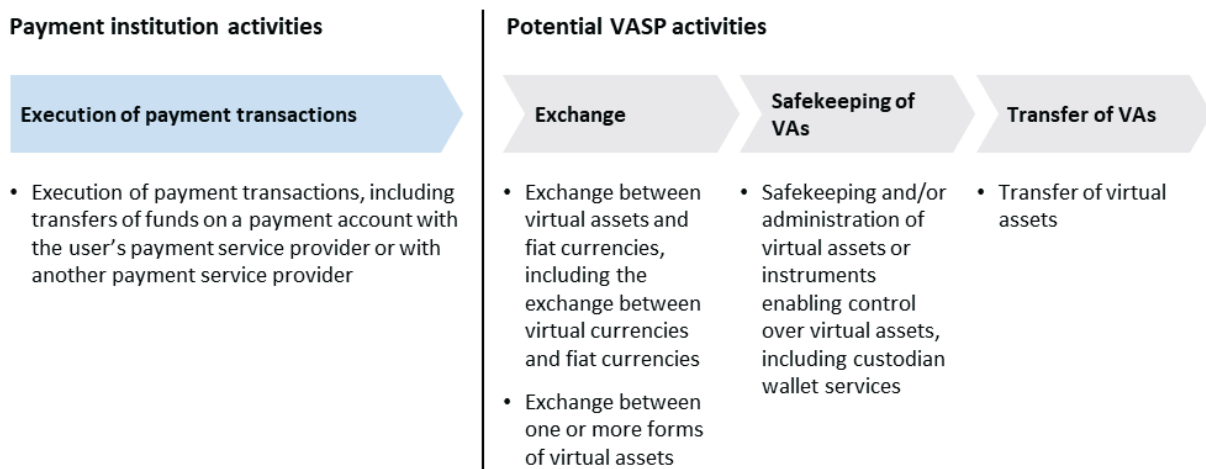 Payment institution activities
Execution of payment transactions
• Execution of payment transactions, including
transfers of funds on a payment account with
the user's payment service provider or with
another payment service provider
Potential VASP activities
Exchange
• Exchange between
virtual assets and
fiat currencies,
including the
exchange between
virtual currencies
and fiat currencies
• Exchange between
one or more forms
of virtual assets
Safekeeping of
VAs
• Safekeeping and/or
administration of
virtual assets or
instruments
enabling control
over virtual assets,
including custodian
wallet services
Transfer of VAs
• Transfer of virtual
assets